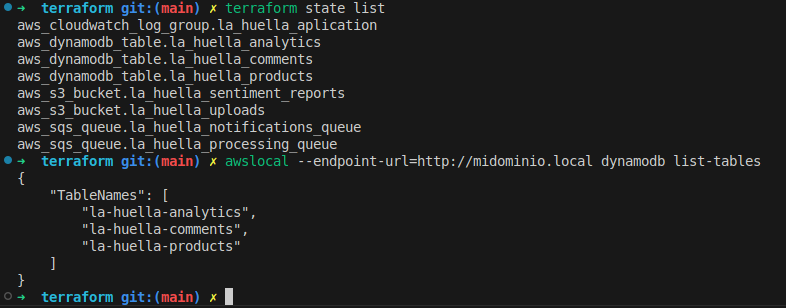 ➜ terraform git:(main) ✗ terraform state list
aws_cloudwatch_log_group.la_huella_aplication
aws_dynamodb_table.la_huella_analytics
aws_dynamodb_table.la_huella_comments
aws_dynamodb_table.la_huella_products
aws_s3_bucket.la_huella_sentiment_reports
aws_s3_bucket.la_huella_uploads
aws_sqs_queue.la_huella_notifications_queue
aws_sqs_queue.la_huella_processing_queue
➜ terraform git:(main) ✗ awslocal --endpoint-url=http://midominio.local dynamodb list-tables
{
    "TableNames": [
        "la-huella-analytics",
        "la-huella-comments",
        "la-huella-products"
    ]
}
➜ terraform git:(main) ✗